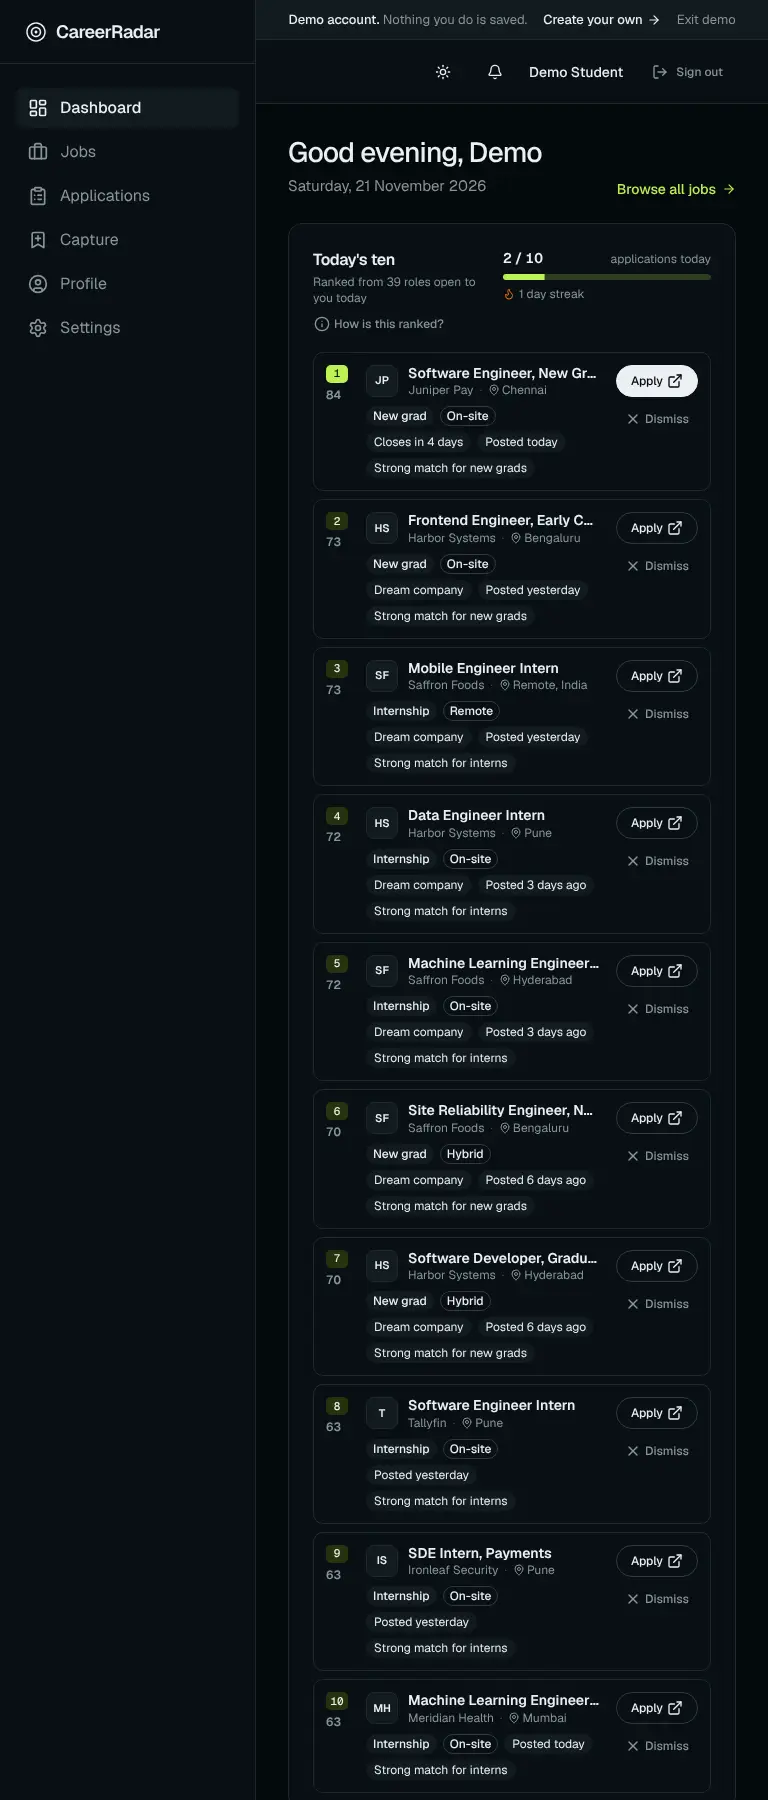 CareerRadar
Dashboard
Jobs
Applications
Capture
Profile
Settings
Demo account. Nothing you do is saved. Create your own → Exit demo
Demo Student Sign out
Good evening, Demo
Saturday, 21 November 2026
Browse all jobs →
Today's ten
Ranked from 39 roles open to
you today
How is this ranked?
2 / 10 applications today
1 day streak
1
84
JP
Software Engineer, New Gr...
Juniper Pay · Chennai
New grad On-site
Closes in 4 days Posted today
Strong match for new grads
Apply
Dismiss
2
73
HS
Frontend Engineer, Early C...
Harbor Systems · Bengaluru
New grad On-site
Dream company Posted yesterday
Strong match for new grads
Apply
Dismiss
3
73
SF
Mobile Engineer Intern
Saffron Foods · Remote, India
Internship Remote
Dream company Posted yesterday
Strong match for interns
Apply
Dismiss
4
72
HS
Data Engineer Intern
Harbor Systems · Pune
Internship On-site
Dream company Posted 3 days ago
Strong match for interns
Apply
Dismiss
5
72
SF
Machine Learning Engineer...
Saffron Foods · Hyderabad
Internship On-site
Dream company Posted 3 days ago
Strong match for interns
Apply
Dismiss
6
70
SF
Site Reliability Engineer, N...
Saffron Foods · Bengaluru
New grad Hybrid
Dream company Posted 6 days ago
Strong match for new grads
Apply
Dismiss
7
70
HS
Software Developer, Gradu...
Harbor Systems · Hyderabad
New grad Hybrid
Dream company Posted 6 days ago
Strong match for new grads
Apply
Dismiss
8
63
T
Software Engineer Intern
Tallyfin · Pune
Internship On-site
Posted yesterday
Strong match for interns
Apply
Dismiss
9
63
IS
SDE Intern, Payments
Ironleaf Security · Pune
Internship On-site
Posted yesterday
Strong match for interns
Apply
Dismiss
10
63
MH
Machine Learning Engineer...
Meridian Health · Mumbai
Internship On-site Posted today
Strong match for interns
Apply
Dismiss